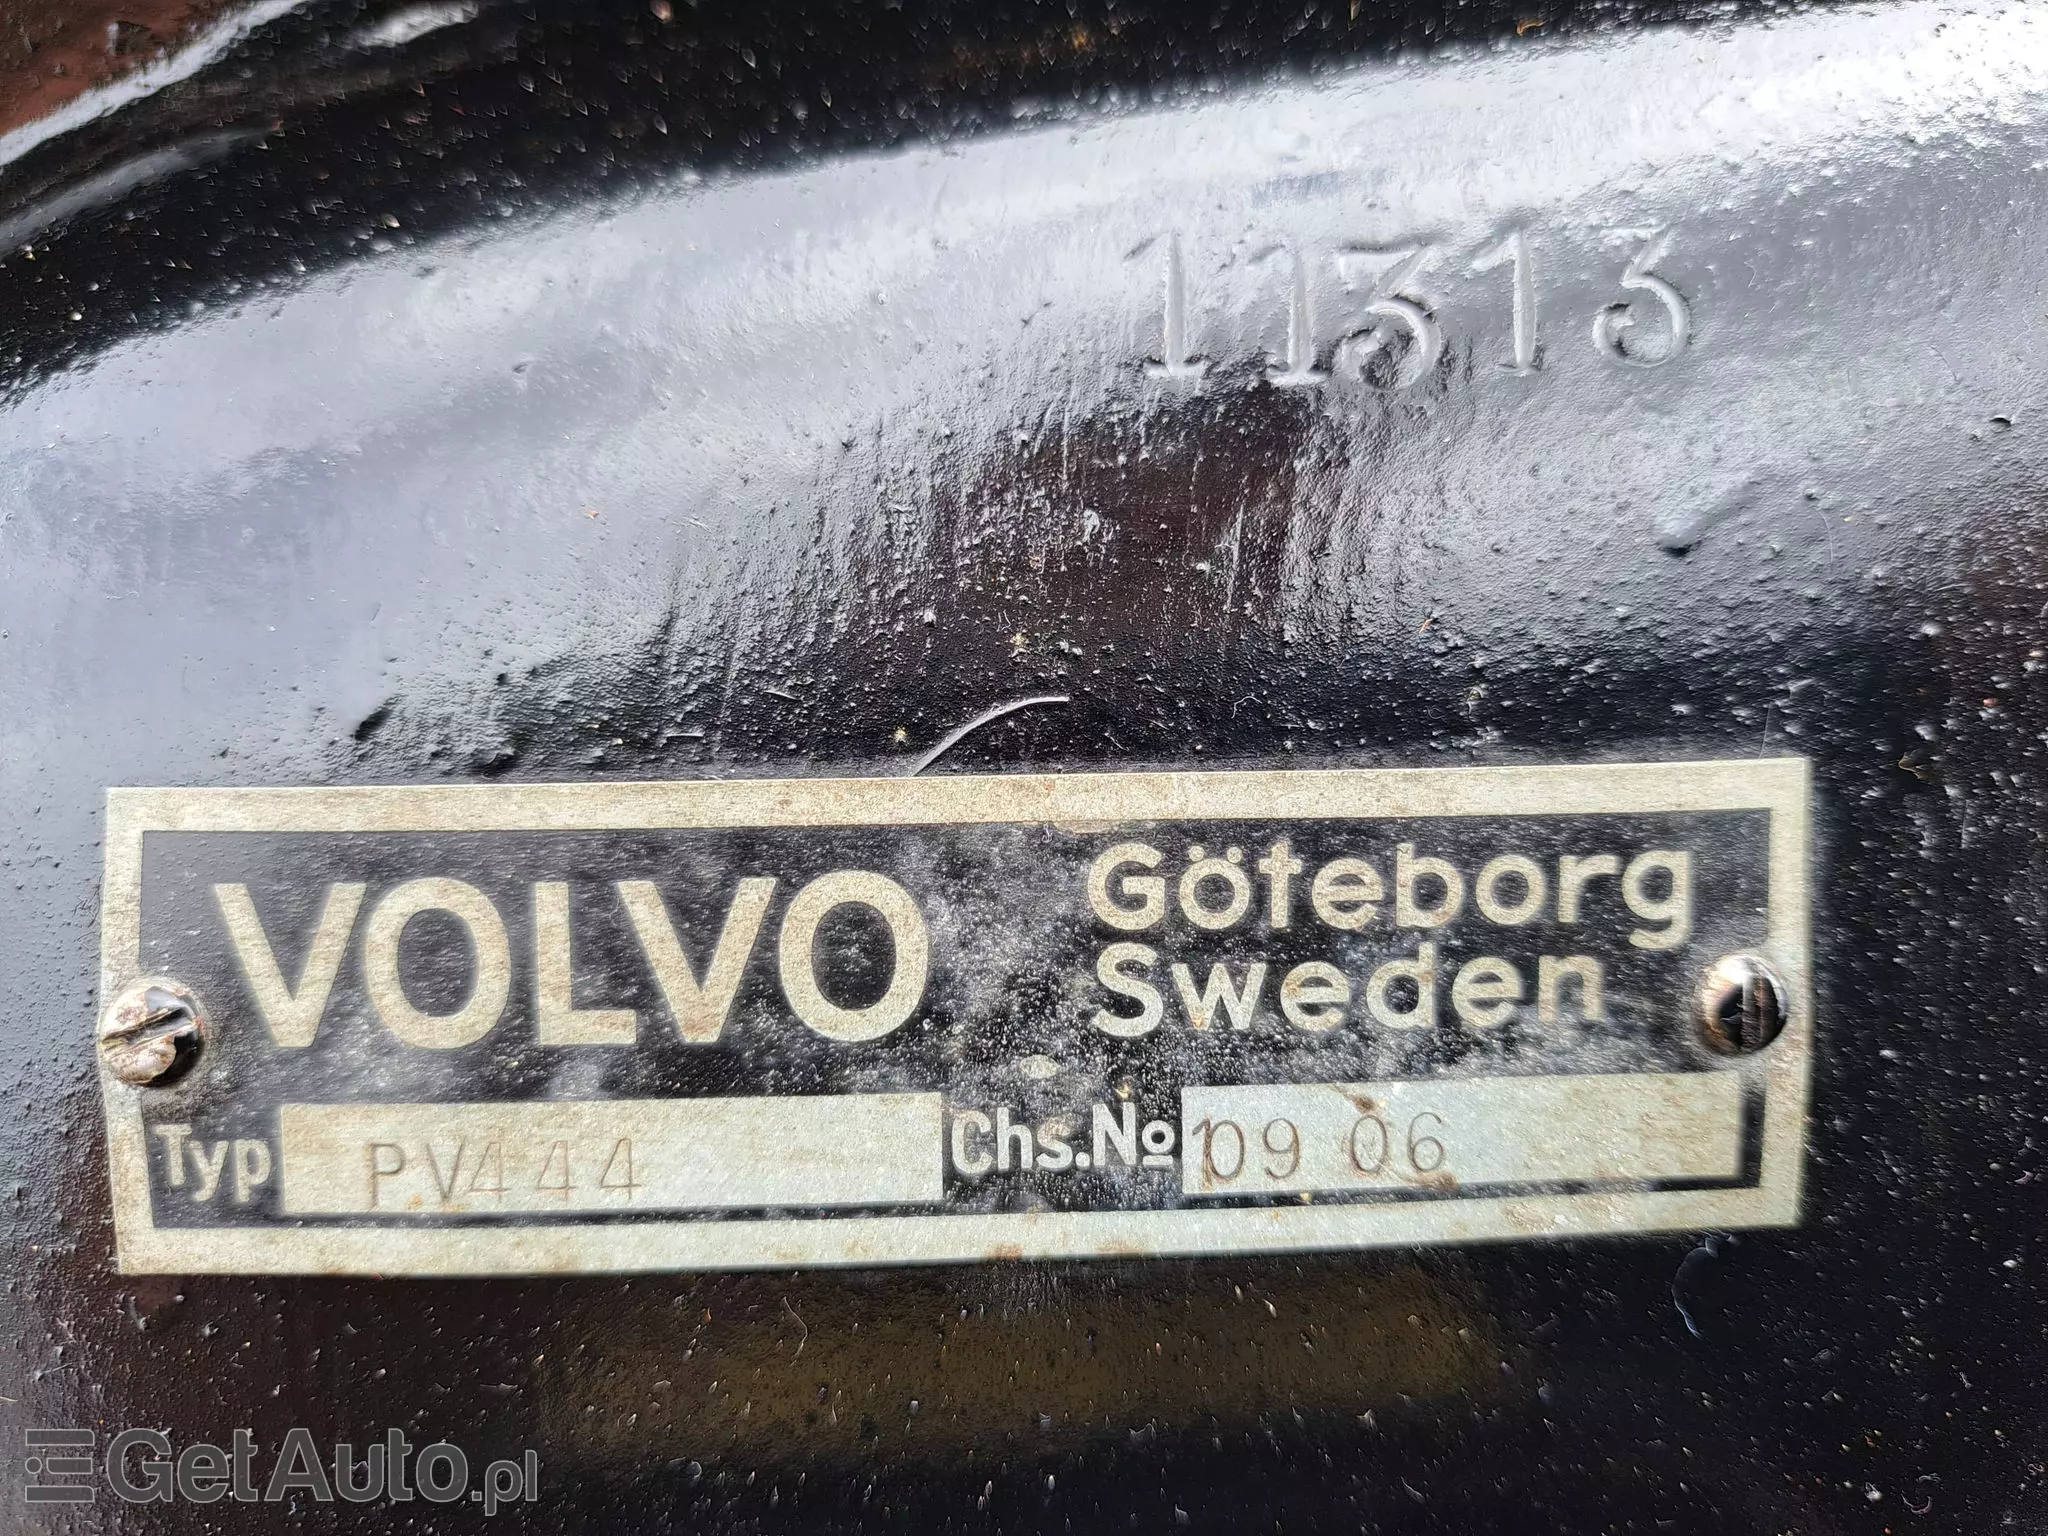 11313
VOLVO
Göteborg
Sweden
Typ PV444 Chs.No 109 06
GetAuto.pl